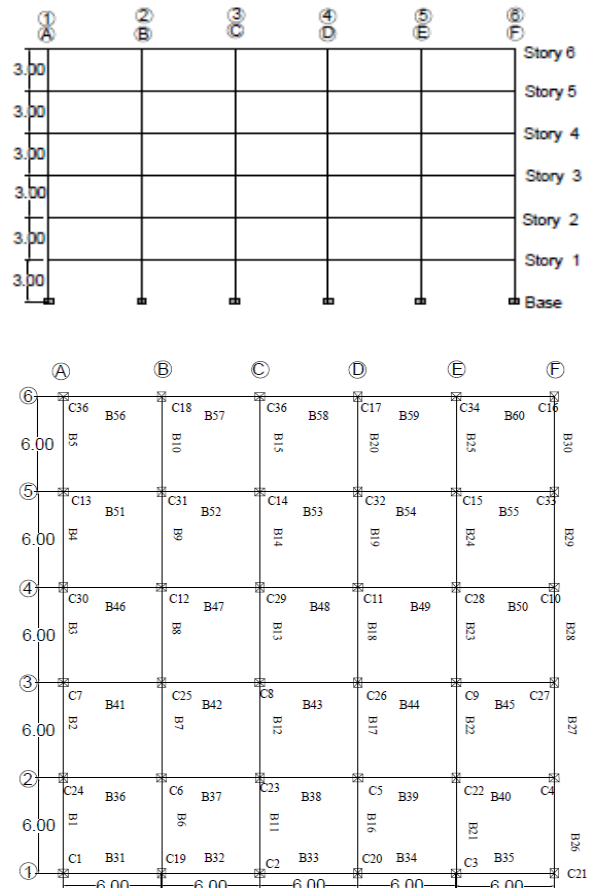 1 2 3 4 5 6
A B C D E F
Story 6
3.00
Story 5
3.00
Story 4
3.00
Story 3
3.00
Story 2
3.00
Story 1
3.00
Base
A B C D E F
6
C36 C18 C36 C17 C34 C16
B56 B57 B58 B59 B60
6.00 B5 B10 B15 B20 B25 B30
5
C13 C31 C14 C32 C15 C33
B51 B52 B53 B54 B55
6.00 B4 B9 B14 B19 B24 B29
4
C30 C12 C29 C11 C28 C10
B46 B47 B48 B49 B50
6.00 B3 B8 B13 B18 B23 B28
3
C7 C25 C8 C26 C9 C27
B41 B42 B43 B44 B45
6.00 B2 B7 B12 B17 B22 B27
2
C24 B36 C6 B37 C23 B38 C5 B39 C22 B40 C4
6.00 B1 B6 B11 B16 B21 B26
C1 B31 C19 B32 C2 B33 C20 B34 C3 B35 C21
1
6.00 6.00 6.00 6.00 6.00